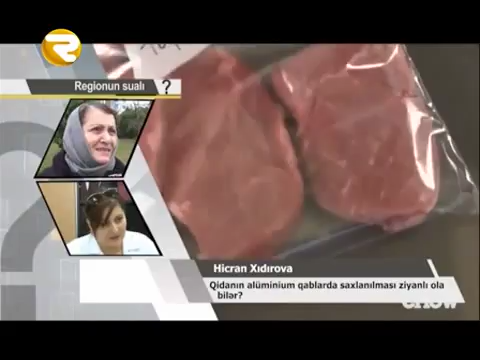 Regionun sualı ?
Hicran Xıdırova
Qidanın alüminium qablarda saxlanılması ziyanlı ola
bilər?